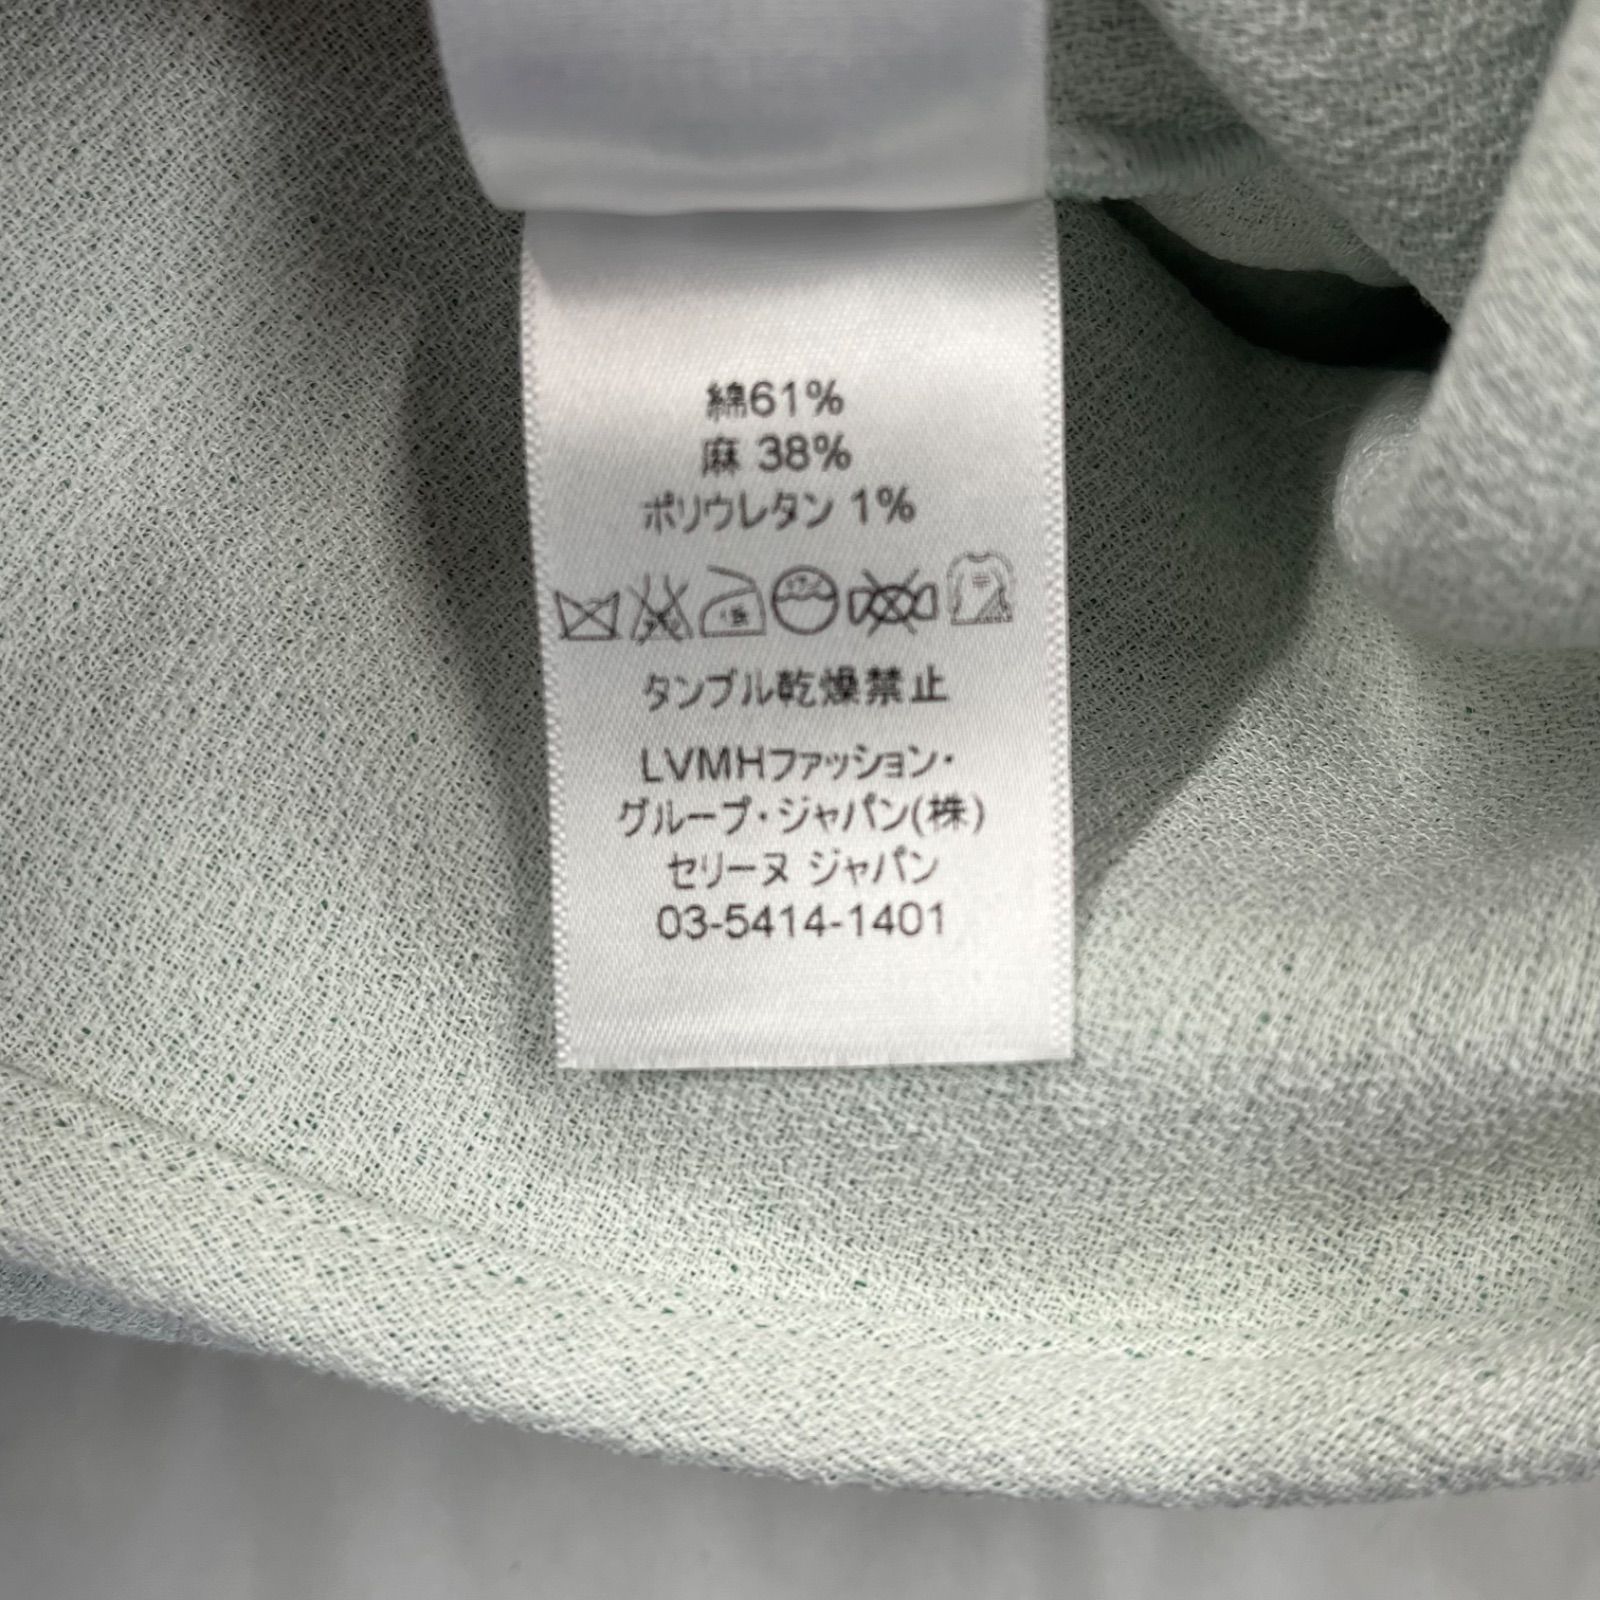 綿61%
麻 38%
ポリウレタン 1%
タンブル乾燥禁止
LVMHファッション・
グループ・ジャパン(株)
セリーヌ ジャパン
03-5414-1401